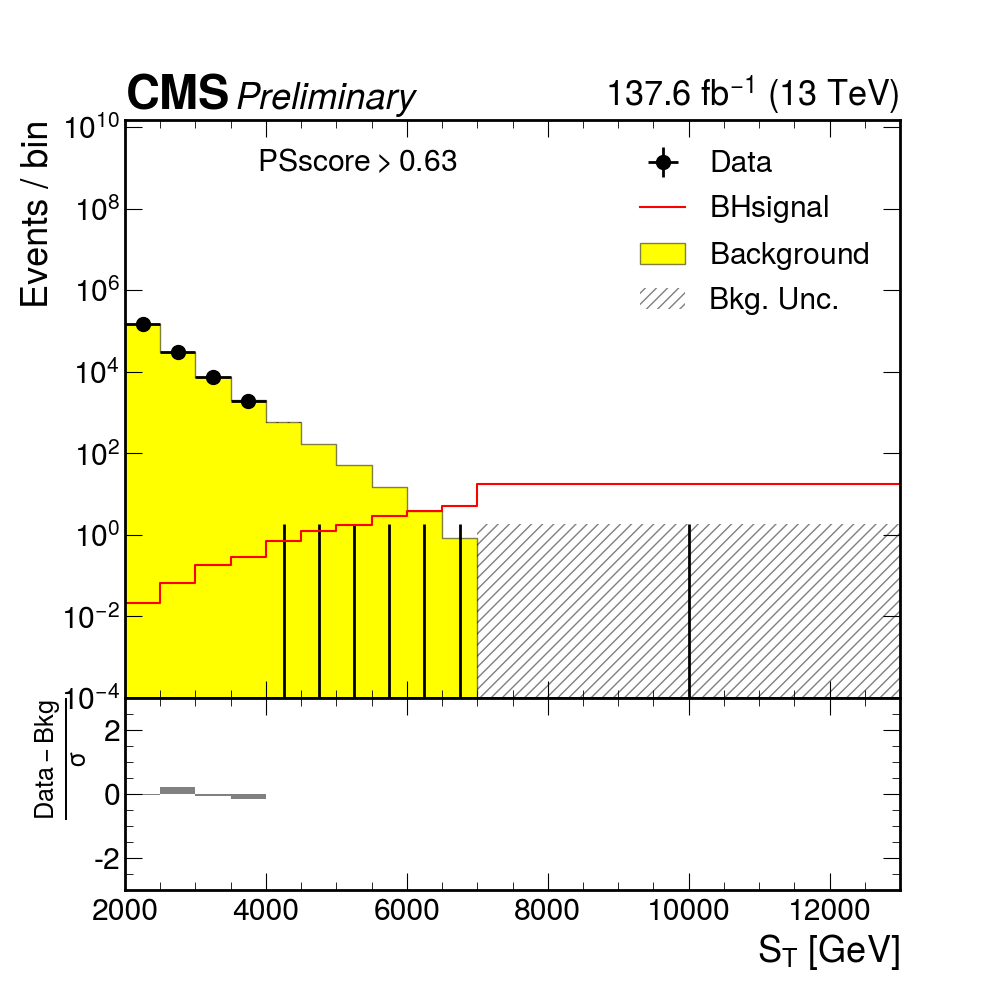 CMS Preliminary 137.6 fb⁻¹ (13 TeV)
Events / bin
10¹⁰
10⁸
10⁶
10⁴
10²
10⁰
10⁻²
10⁻⁴
PSscore > 0.63
Data
BHsignal
Background
Bkg. Unc.
Data – Bkg
σ
2
0
-2
2000 4000 6000 8000 10000 12000
S_T [GeV]